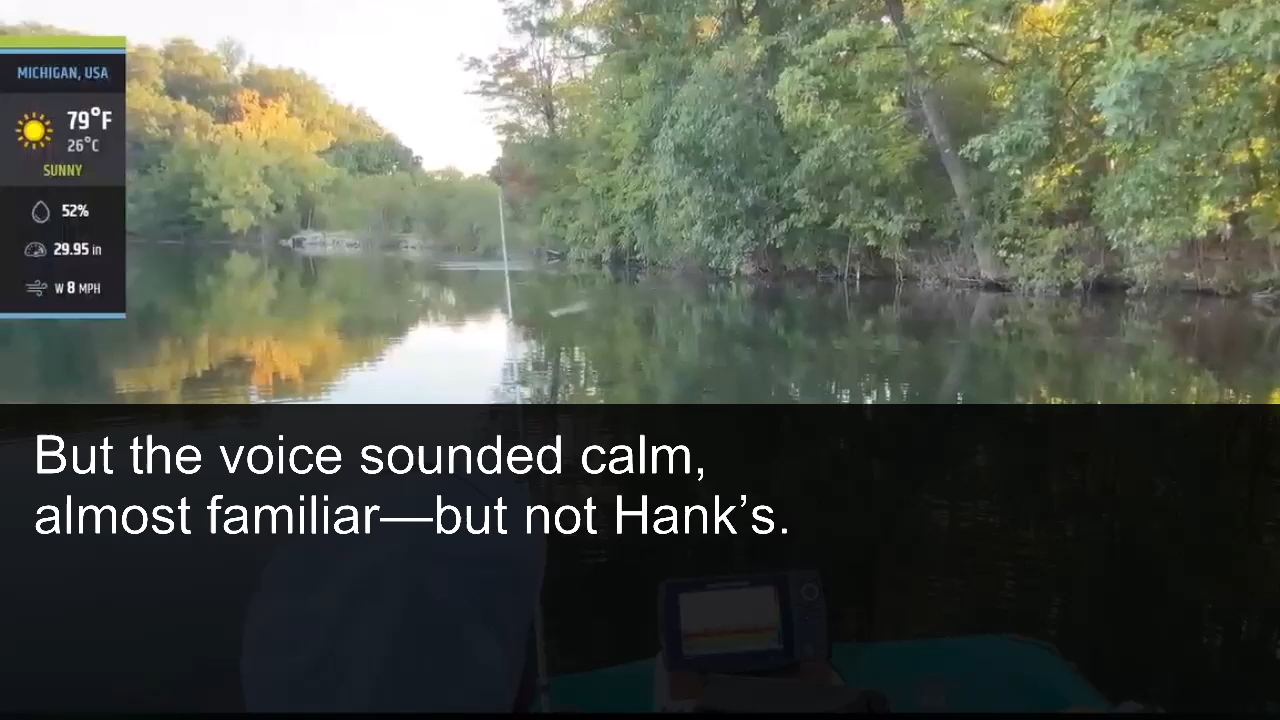 MICHIGAN, USA
79°F
26°C
SUNNY
52%
29.95 in
W 8 MPH
But the voice sounded calm,
almost familiar—but not Hank’s.